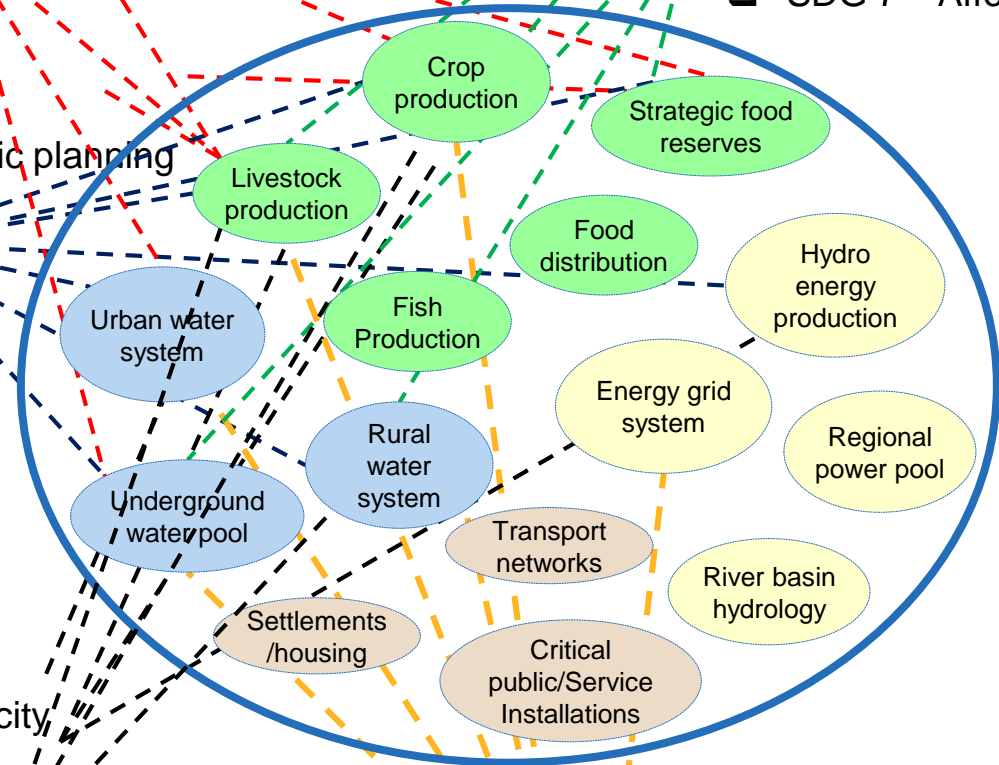 SDG 7
Crop
production
Strategic food
reserves
ic planning
Livestock
production
Food
distribution
Hydro
energy
production
Fish
Production
Urban water
system
Energy grid
system
Rural
water
system
Regional
power pool
Underground
water pool
Transport
networks
River basin
hydrology
Settlements
/housing
Critical
public/Service
Installations
city